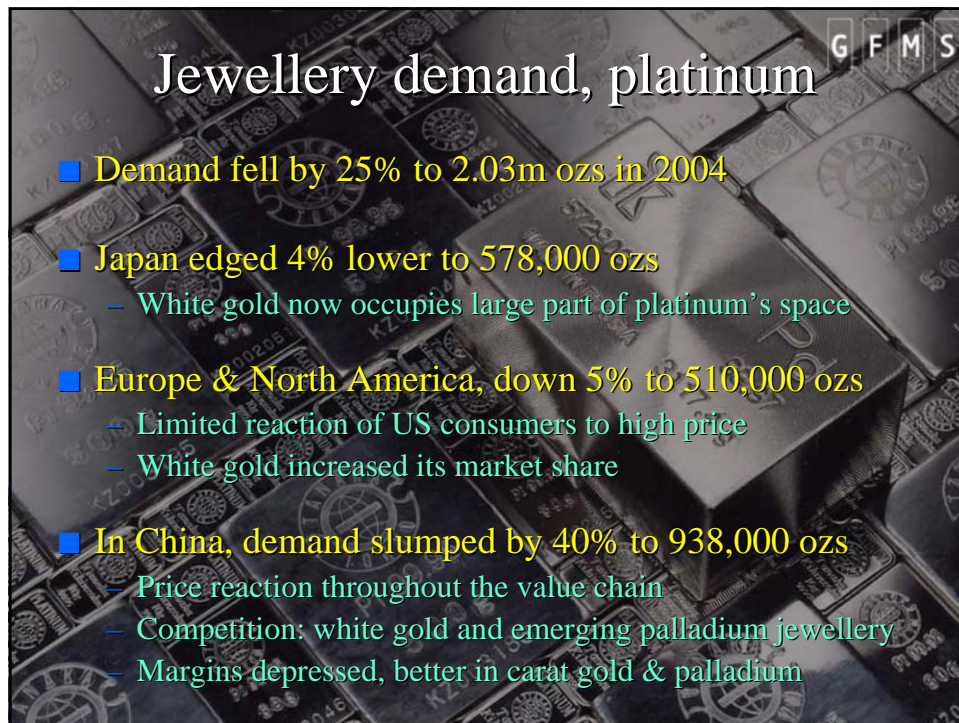 G F M S
Jewellery demand, platinum
Demand fell by 25% to 2.03m ozs in 2004
Japan edged 4% lower to 578,000 ozs
– White gold now occupies large part of platinum’s space
Europe & North America, down 5% to 510,000 ozs
– Limited reaction of US consumers to high price
– White gold increased its market share
In China, demand slumped by 40% to 938,000 ozs
– Price reaction throughout the value chain
– Competition: white gold and emerging palladium jewellery
– Margins depressed, better in carat gold & palladium